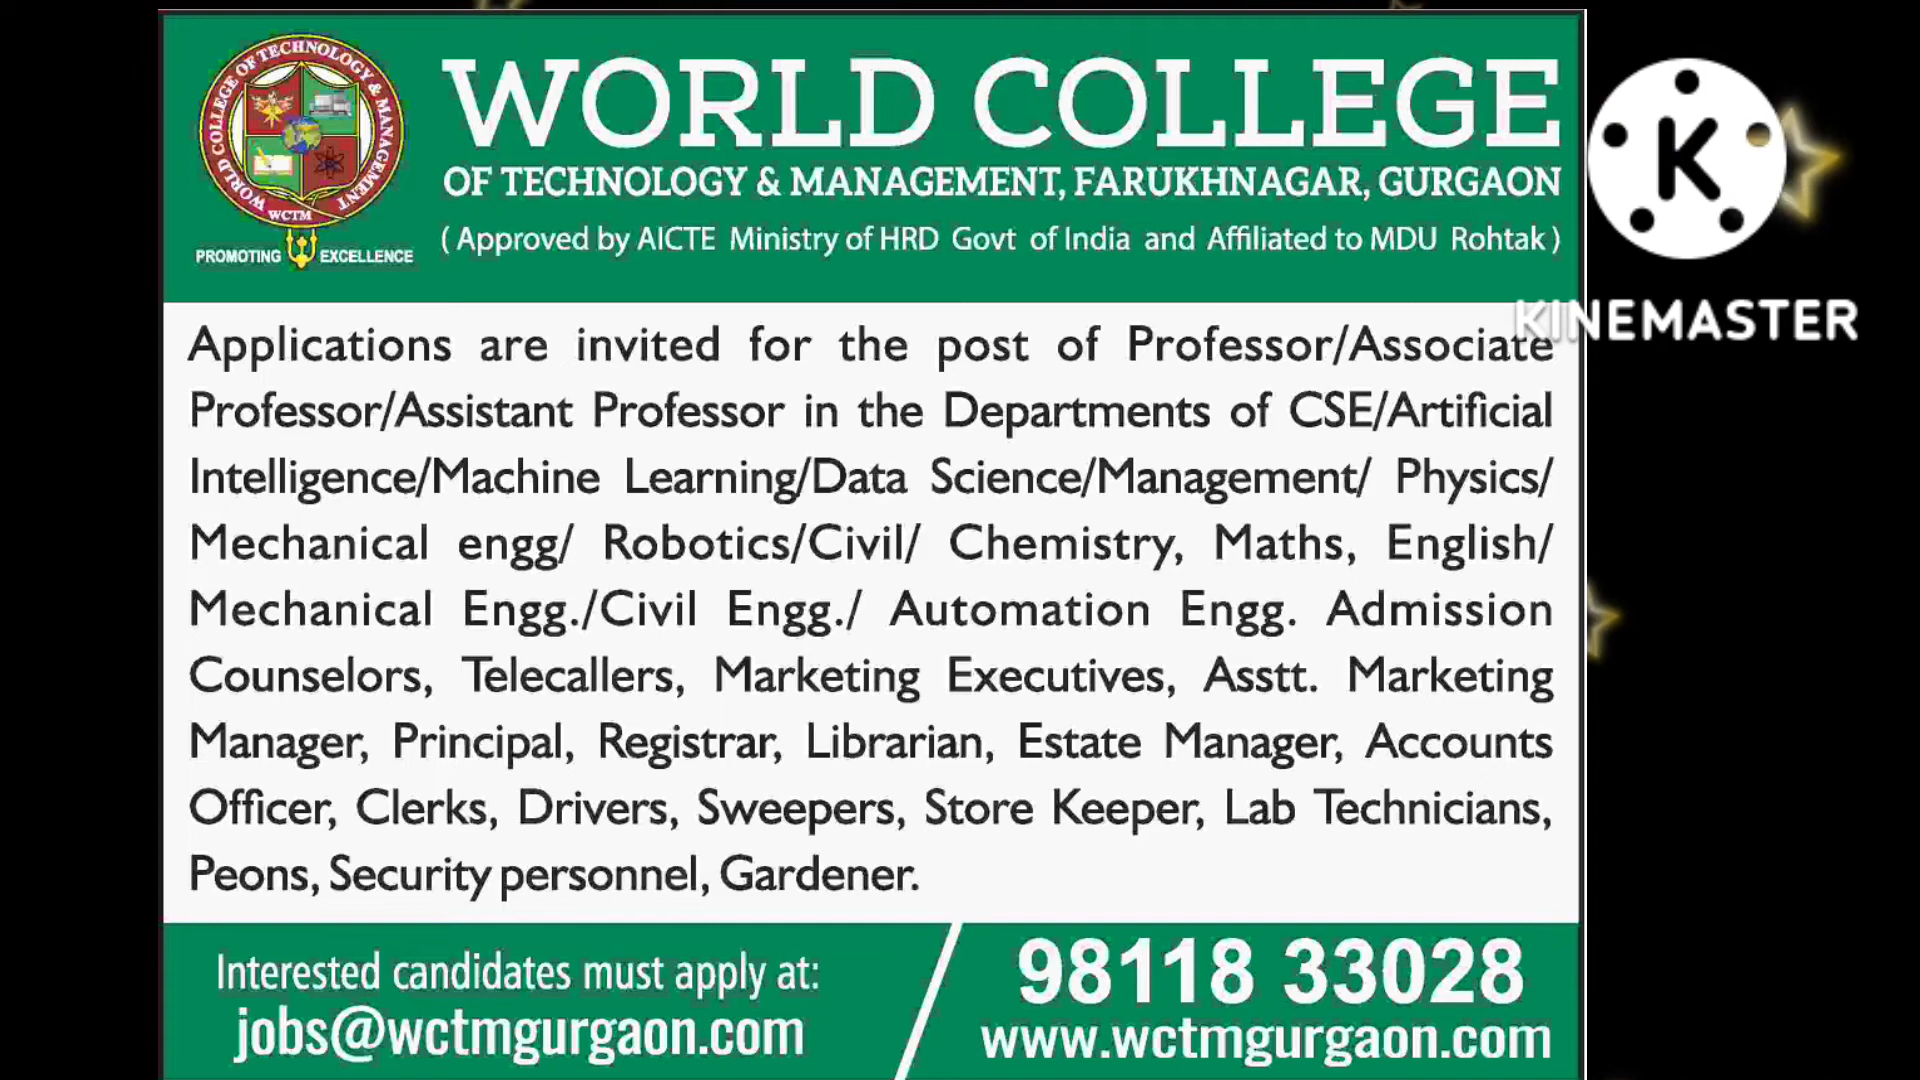 WORLD COLLEGE OF TECHNOLOGY & MANAGEMENT
WCTM
PROMOTING EXCELLENCE
WORLD COLLEGE
OF TECHNOLOGY & MANAGEMENT, FARUKHNAGAR, GURGAON
( Approved by AICTE Ministry of HRD Govt of India and Affiliated to MDU Rohtak )
K
KINEMASTER
Applications are invited for the post of Professor/Associate
Professor/Assistant Professor in the Departments of CSE/Artificial
Intelligence/Machine Learning/Data Science/Management/ Physics/
Mechanical engg/ Robotics/Civil/ Chemistry, Maths, English/
Mechanical Engg./Civil Engg./ Automation Engg. Admission
Counselors, Telecallers, Marketing Executives, Asstt. Marketing
Manager, Principal, Registrar, Librarian, Estate Manager, Accounts
Officer, Clerks, Drivers, Sweepers, Store Keeper, Lab Technicians,
Peons, Security personnel, Gardener.
Interested candidates must apply at:
jobs@wctmgurgaon.com
98118 33028
www.wctmgurgaon.com